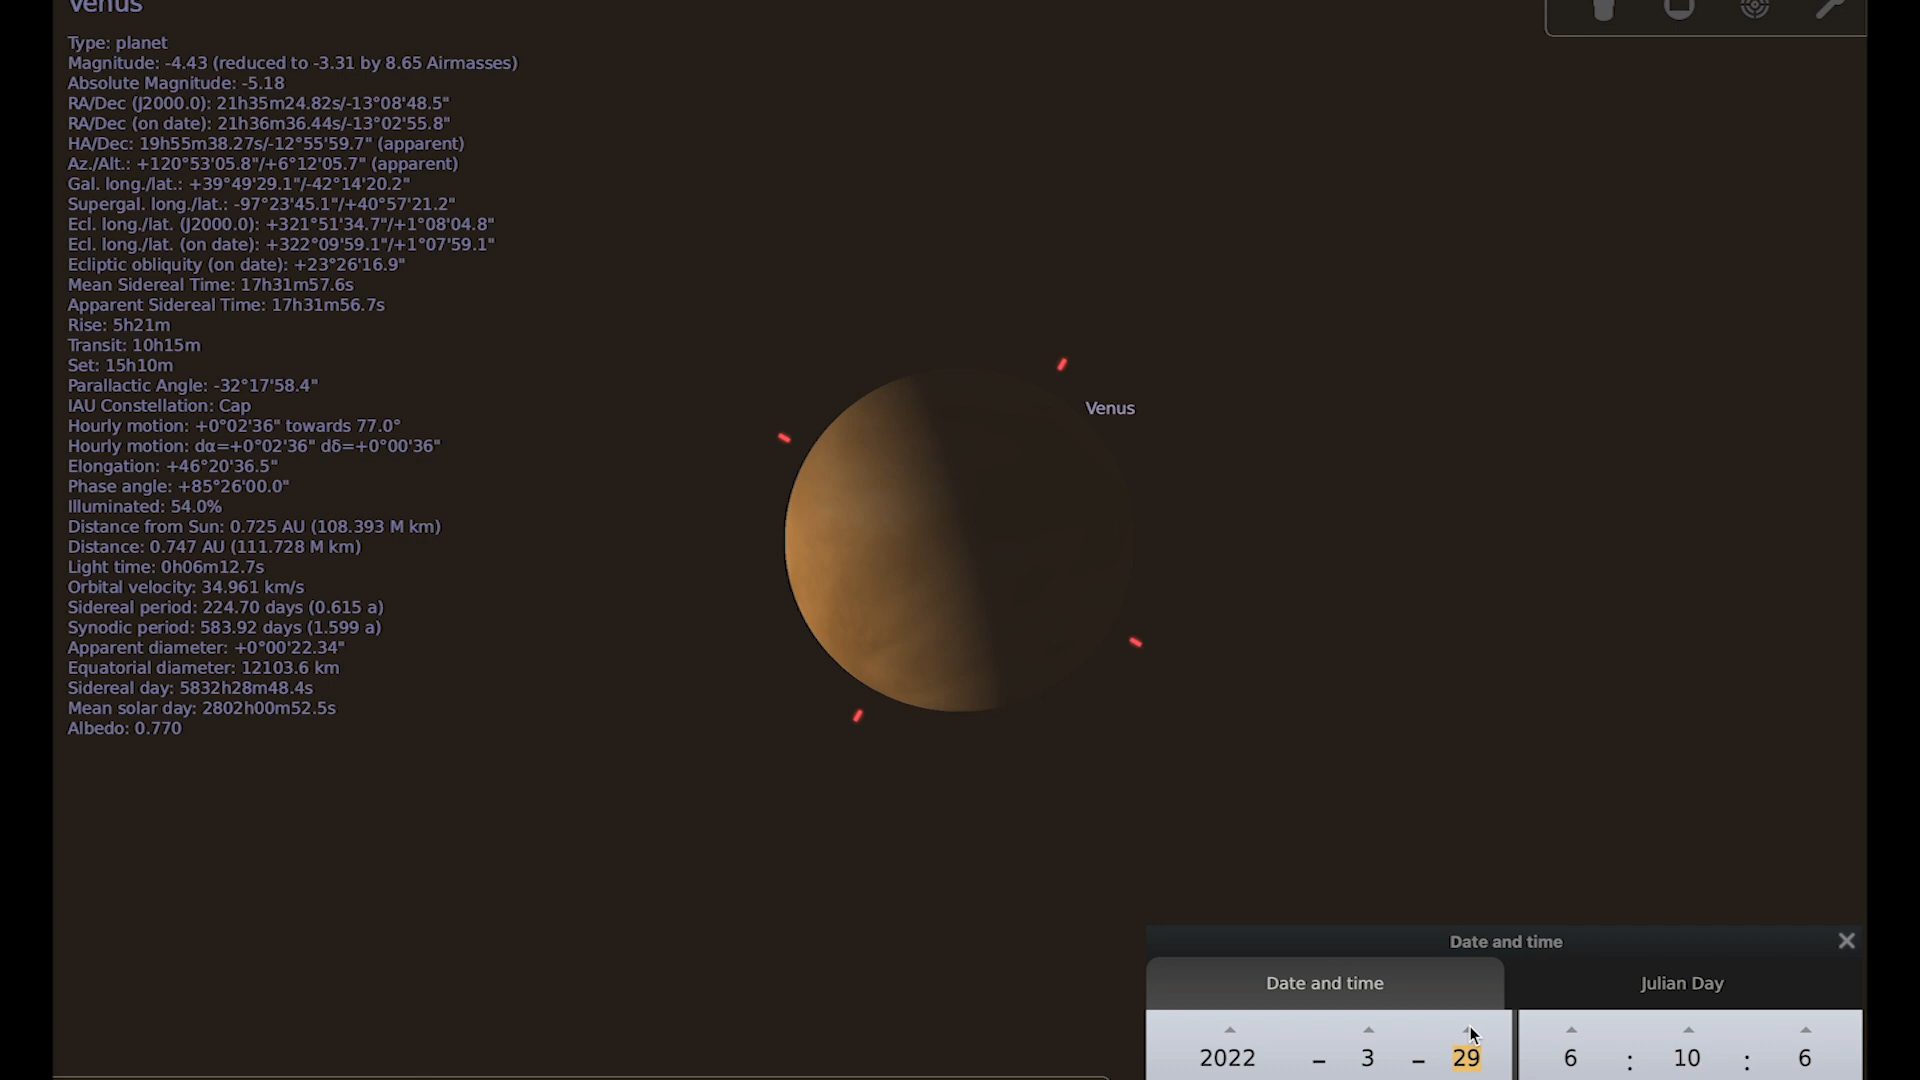 Venus
Type: planet
Magnitude: -4.43 (reduced to -3.31 by 8.65 Airmasses)
Absolute Magnitude: -5.18
RA/Dec (J2000.0): 21h35m24.82s/-13°08'48.5"
RA/Dec (on date): 21h36m36.44s/-13°02'55.8"
HA/Dec: 19h55m38.27s/-12°55'59.7" (apparent)
Az./Alt.: +120°53'05.8"/+6°12'05.7" (apparent)
Gal. long./lat.: +39°49'29.1"/-42°14'20.2"
Supergal. long./lat.: -97°23'45.1"/+40°57'21.2"
Ecl. long./lat. (J2000.0): +321°51'34.7"/+1°08'04.8"
Ecl. long./lat. (on date): +322°09'59.1"/+1°07'59.1"
Ecliptic obliquity (on date): +23°26'16.9"
Mean Sidereal Time: 17h31m57.6s
Apparent Sidereal Time: 17h31m56.7s
Rise: 5h21m
Transit: 10h15m
Set: 15h10m
Parallactic Angle: -32°17'58.4"
IAU Constellation: Cap
Hourly motion: +0°02'36" towards 77.0°
Hourly motion: dα=+0°02'36" dδ=+0°00'36"
Elongation: +46°20'36.5"
Phase angle: +85°26'00.0"
Illuminated: 54.0%
Distance from Sun: 0.725 AU (108.393 M km)
Distance: 0.747 AU (111.728 M km)
Light time: 0h06m12.7s
Orbital velocity: 34.961 km/s
Sidereal period: 224.70 days (0.615 a)
Synodic period: 583.92 days (1.599 a)
Apparent diameter: +0°00'22.34"
Equatorial diameter: 12103.6 km
Sidereal day: 5832h28m48.4s
Mean solar day: 2802h00m52.5s
Albedo: 0.770
Venus
Date and time
Date and time
Julian Day
2022 – 3 – 29
6 : 10 : 6